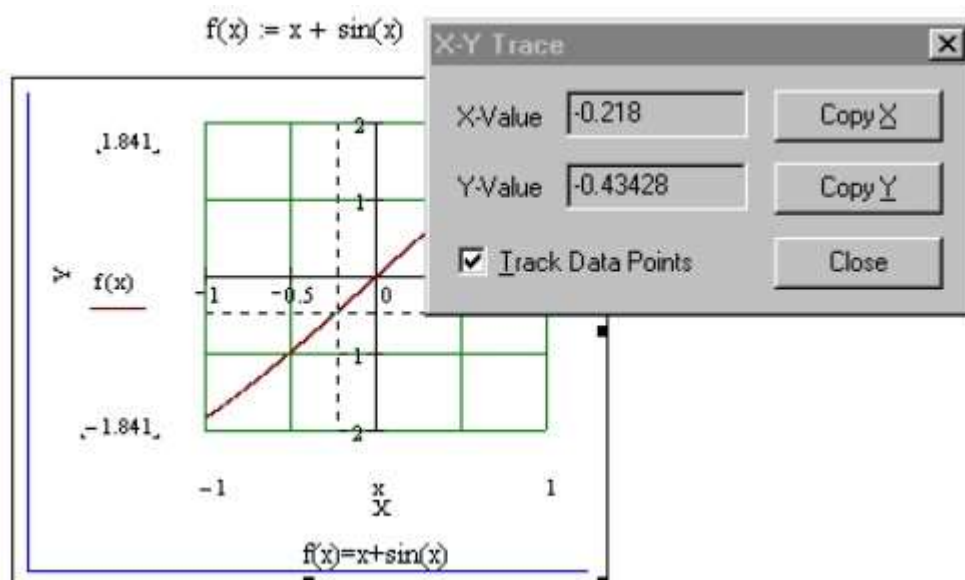 f(x) := x + sin(x)
X-Y Trace
X-Value -0.218 Copy X
Y-Value -0.43428 Copy Y
Track Data Points Close
1.841
Y
f(x)
-1.841
2
1
-1 -0.5 0
-1
-2
-1 x 1
X
f(x)=x+sin(x)